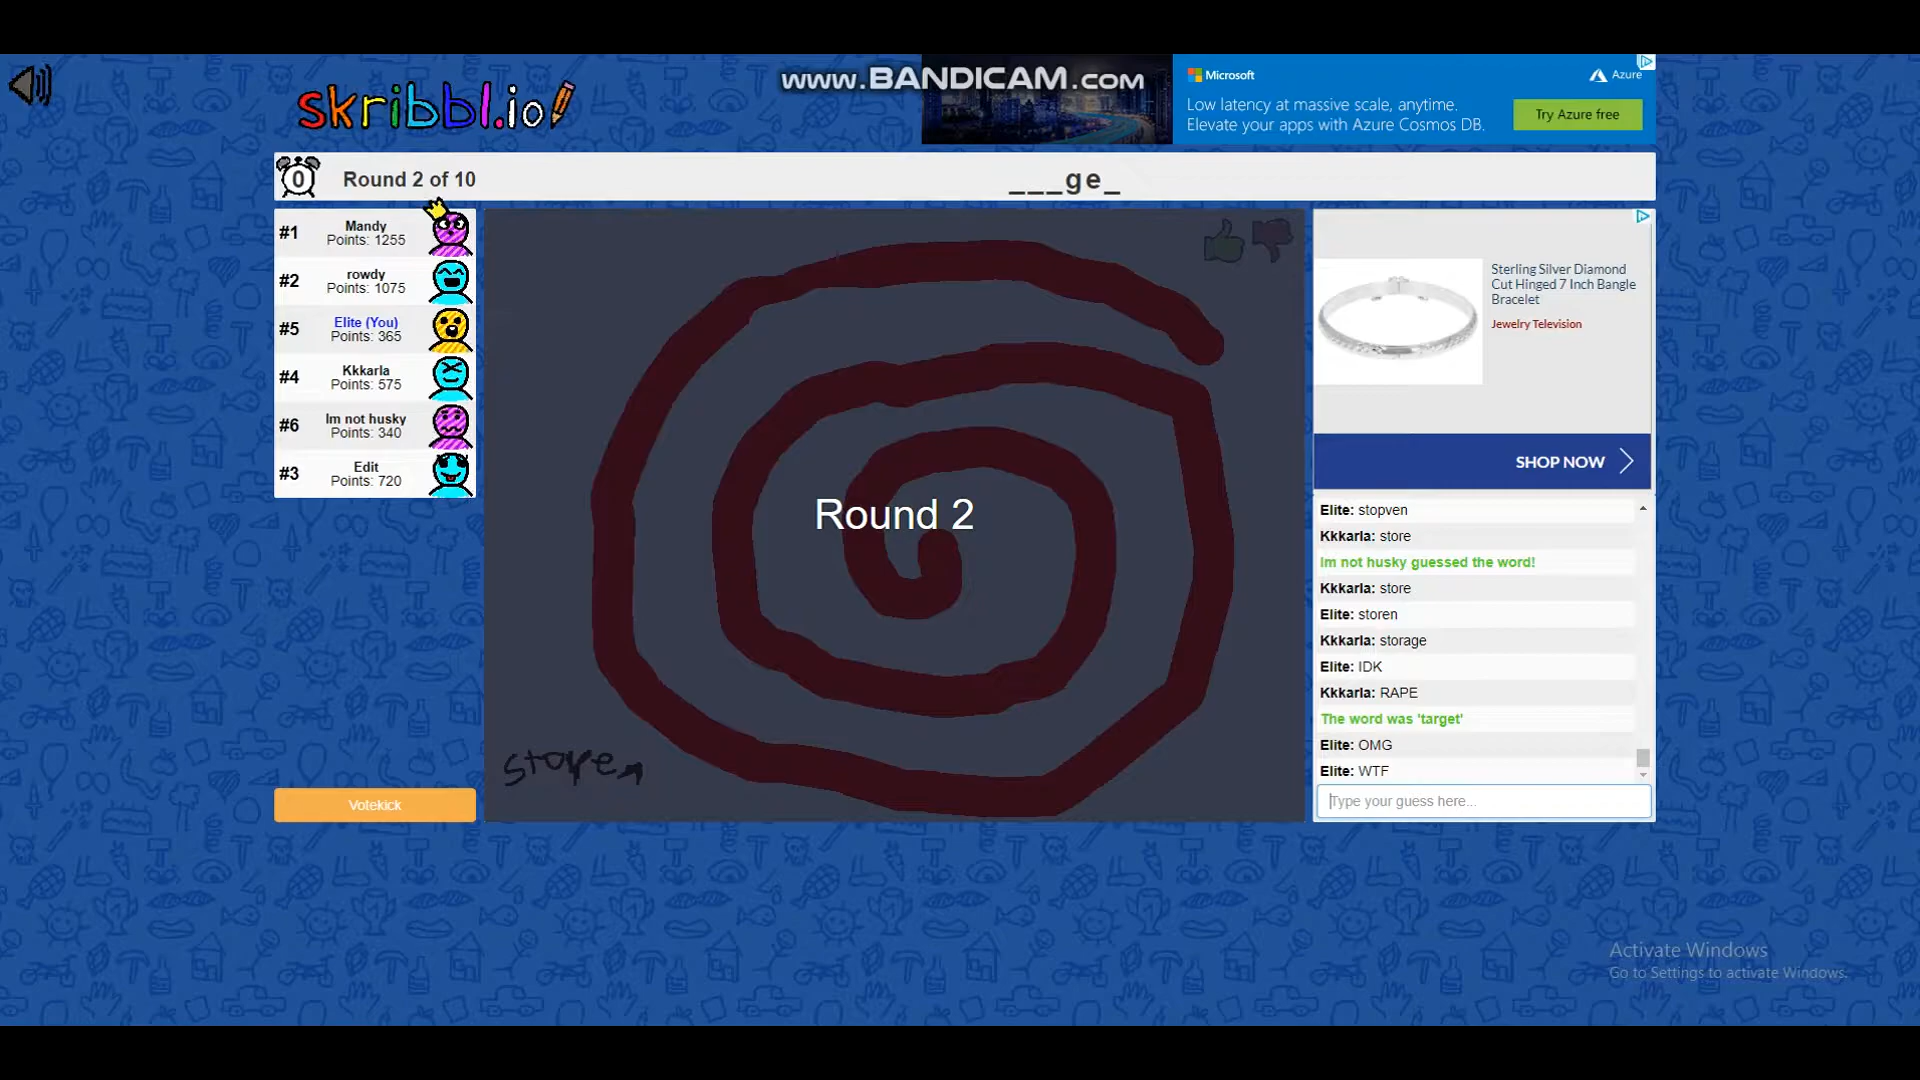 www.BANDICAM.com
Microsoft
Azure
Low latency at massive scale, anytime.
Elevate your apps with Azure Cosmos DB.
Try Azure free
skribbl.io
0
Round 2 of 10
___ge_
#1
Mandy
Points: 1255
#2
rowdy
Points: 1075
#5
Elite (You)
Points: 365
#4
Kkkarla
Points: 575
#6
Im not husky
Points: 340
#3
Edit
Points: 720
Votekick
Round 2
store
Sterling Silver Diamond
Cut Hinged 7 Inch Bangle
Bracelet
Jewelry Television
SHOP NOW
Elite: stopven
Kkkarla: store
Im not husky guessed the word!
Kkkarla: store
Elite: storen
Kkkarla: storage
Elite: IDK
Kkkarla: RAPE
The word was 'target'
Elite: OMG
Elite: WTF
Type your guess here...
Activate Windows
Go to Settings to activate Windows.